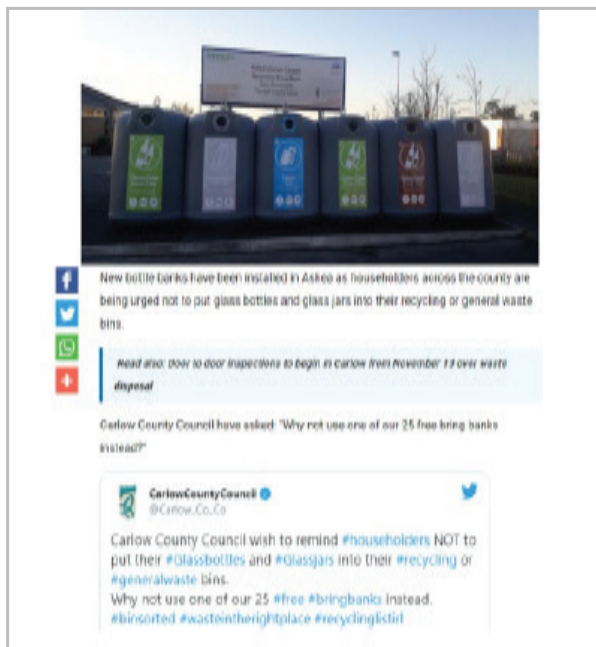 New bottle banks have been installed in Askea as householders across the county are
being urged not to put glass bottles and glass jars into their recycling or general waste
bins.
Read also: Door to door inspections to begin in Carlow from November 13 over waste
disposal
Carlow County Council have asked: "Why not use one of our 25 free bring banks
instead?"
CarlowCountyCouncil
@Carlow_Co_Co
Carlow County Council wish to remind #householders NOT to
put their #Glassbottles and #Glassjars into their #recycling or
#generalwaste bins.
Why not use one of our 25 #free #bringbanks instead.
#binsorted #wasteintherightplace #recyclinglistirl